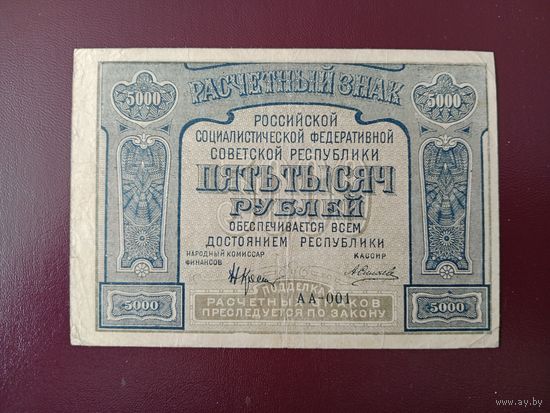 РАСЧЕТНЫЙ ЗНАК
5000 5000
РОССИЙСКОЙ
СОЦИАЛИСТИЧЕСКОЙ ФЕДЕРАТИВНОЙ
СОВЕТСКОЙ РЕСПУБЛИКИ
ПЯТЬ ТЫСЯЧ
РУБЛЕЙ
ОБЕСПЕЧИВАЕТСЯ ВСЕМ
ДОСТОЯНИЕМ РЕСПУБЛИКИ
НАРОДНЫЙ КОМИССАР
ФИНАНСОВ
КАССИР
АА-001
5000 5000
ПОДДЕЛКА
РАСЧЕТНЫХ ЗНАКОВ
ПРЕСЛЕДУЕТСЯ ПО ЗАКОНУ
www.ay.by